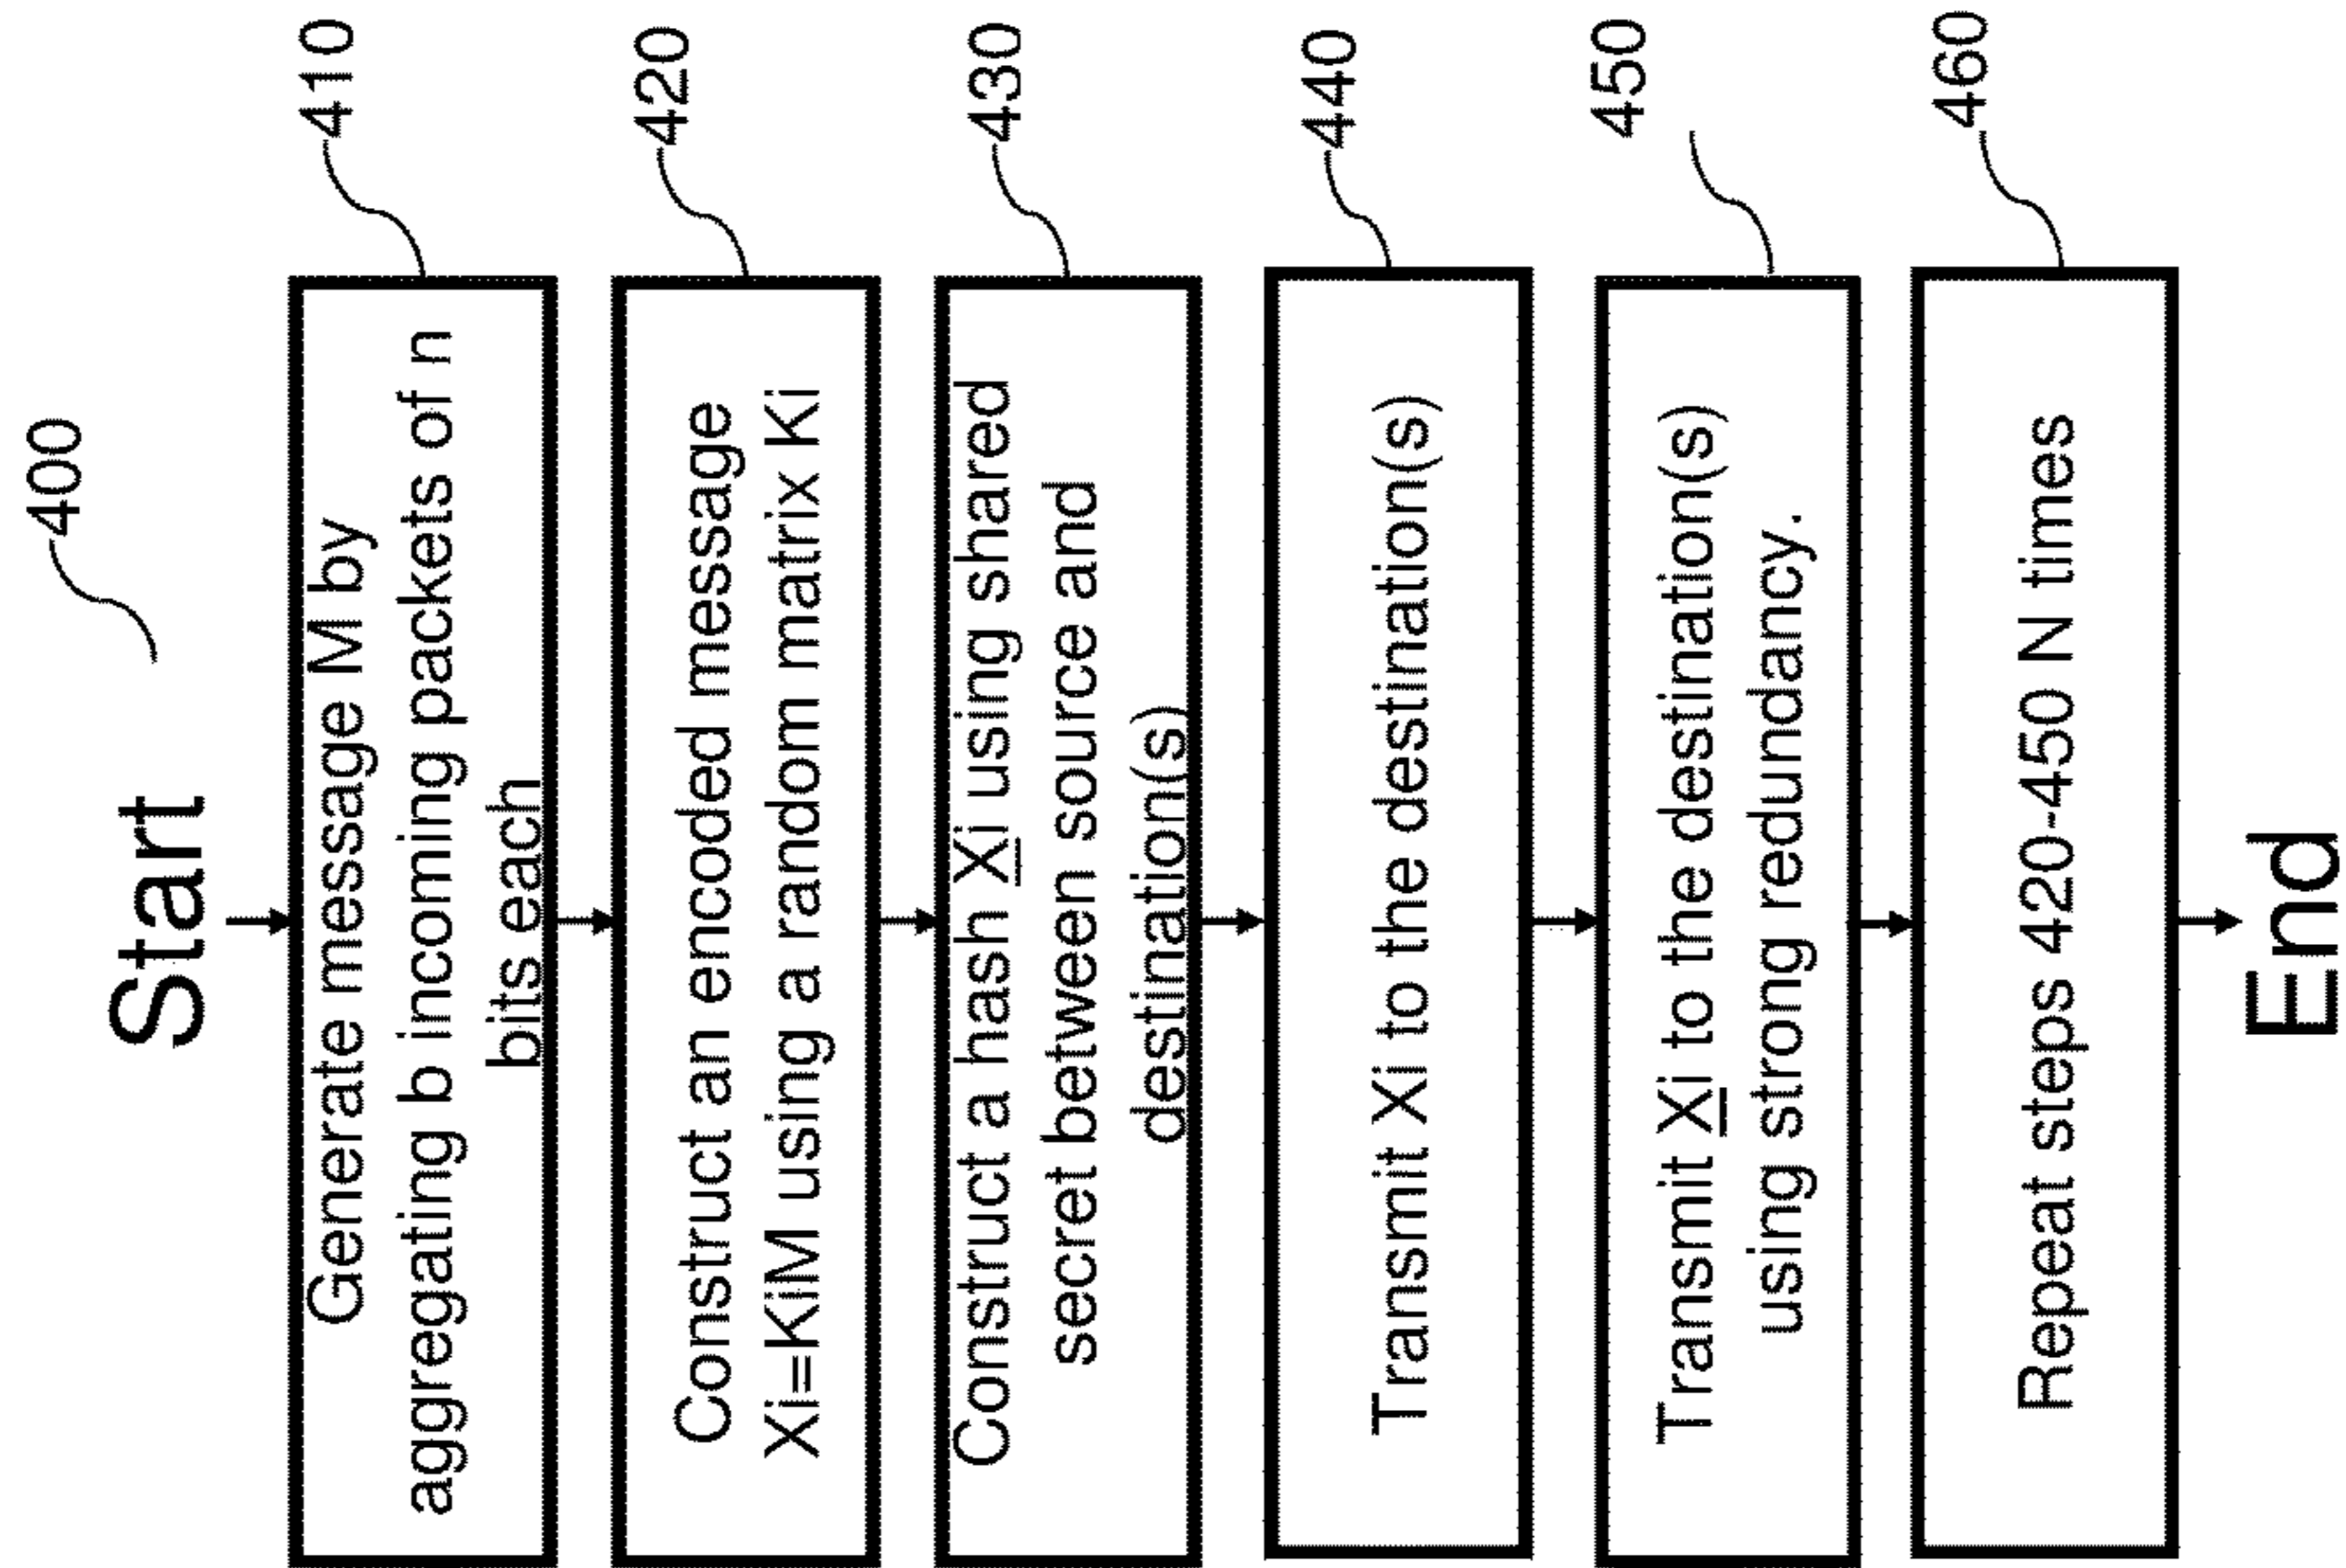 400
Start
Generate message M by
aggregating b incoming packets of n
bits each
410
Construct an encoded message
Xi=KiM using a random matrix Ki
420
Construct a hash Xi using shared
secret between source and
destination(s)
430
Transmit Xi to the destination(s)
440
Transmit Xi to the destination(s)
using strong redundancy.
450
Repeat steps 420-450 N times
460
End